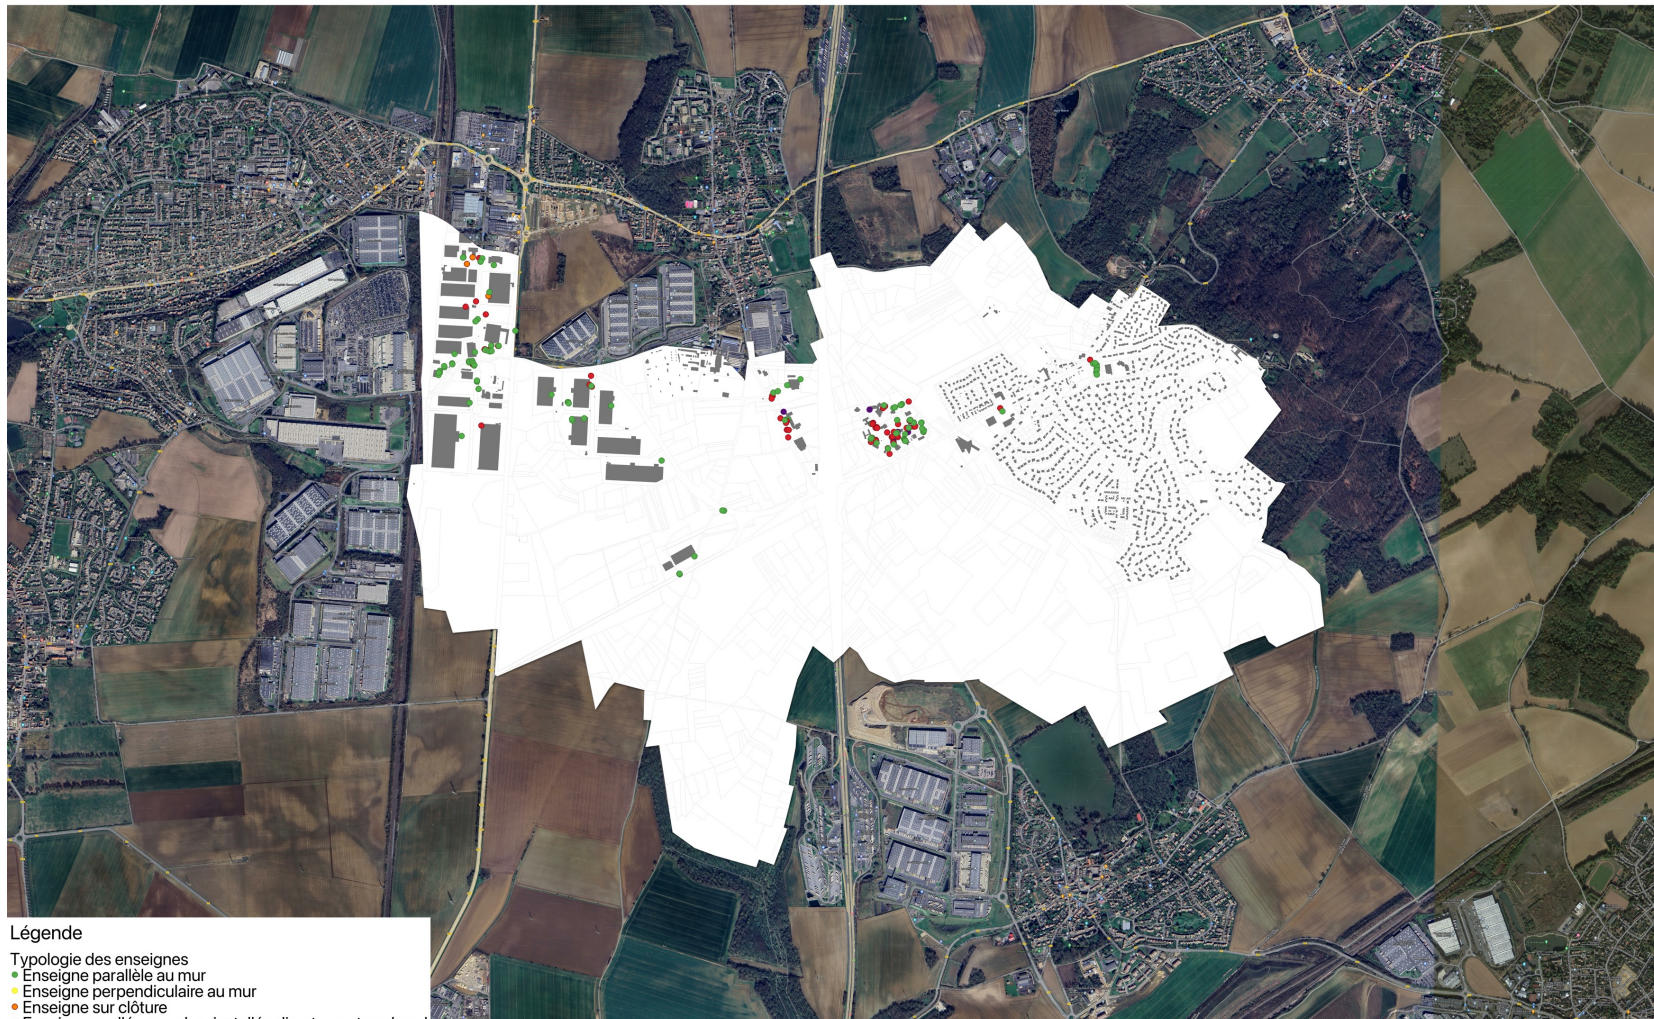 Légende
Typologie des enseignes
Enseigne parallèle au mur
Enseigne perpendiculaire au mur
Enseigne sur clôture